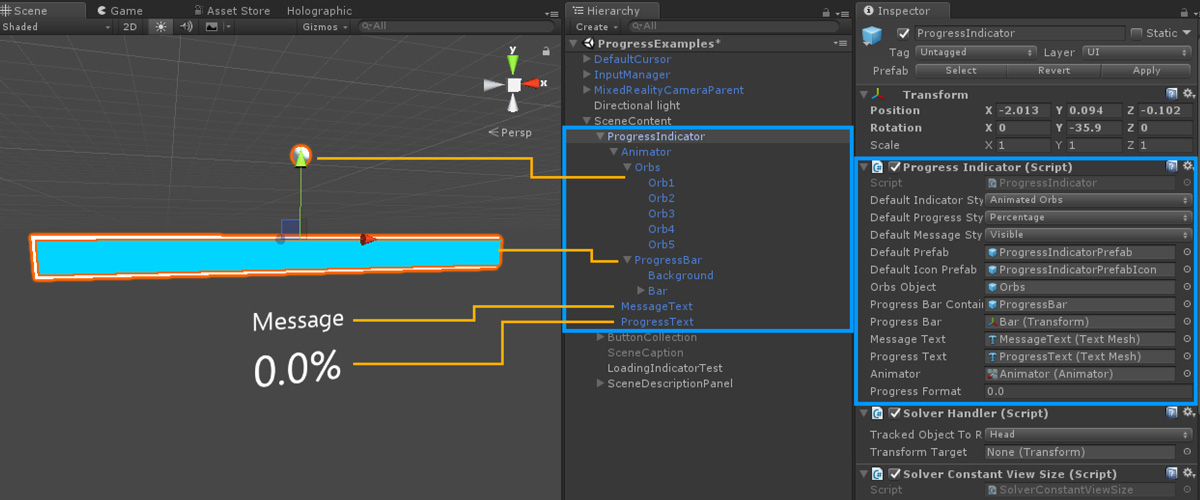 Scene
Game
Asset Store
Holographic
Shaded
2D
Gizmos
All
y
x
Persp
Message
0.0%
Hierarchy
Create
All
ProgressExamples*
DefaultCursor
InputManager
MixedRealityCameraParent
Directional light
SceneContent
ProgressIndicator
Animator
Orbs
Orb1
Orb2
Orb3
Orb4
Orb5
ProgressBar
Background
Bar
MessageText
ProgressText
ButtonCollection
SceneCaption
LoadingIndicatorTest
SceneDescriptionPanel
Inspector
ProgressIndicator Static
Tag Untagged Layer UI
Prefab Select Revert Apply
Transform
Position X -2.013 Y 0.094 Z -0.102
Rotation X 0 Y -35.9 Z 0
Scale X 1 Y 1 Z 1
Progress Indicator (Script)
Script ProgressIndicator
Default Indicator Sty Animated Orbs
Default Progress Sty Percentage
Default Message Sty Visible
Default Prefab ProgressIndicatorPrefab
Default Icon Prefab ProgressIndicatorPrefabIcon
Orbs Object Orbs
Progress Bar Contain ProgressBar
Progress Bar Bar (Transform)
Message Text MessageText (Text Mesh)
Progress Text ProgressText (Text Mesh)
Animator Animator (Animator)
Progress Format 0.0
Solver Handler (Script)
Tracked Object To R Head
Transform Target None (Transform)
Solver Constant View Size (Script)
Script SolverConstantViewSize